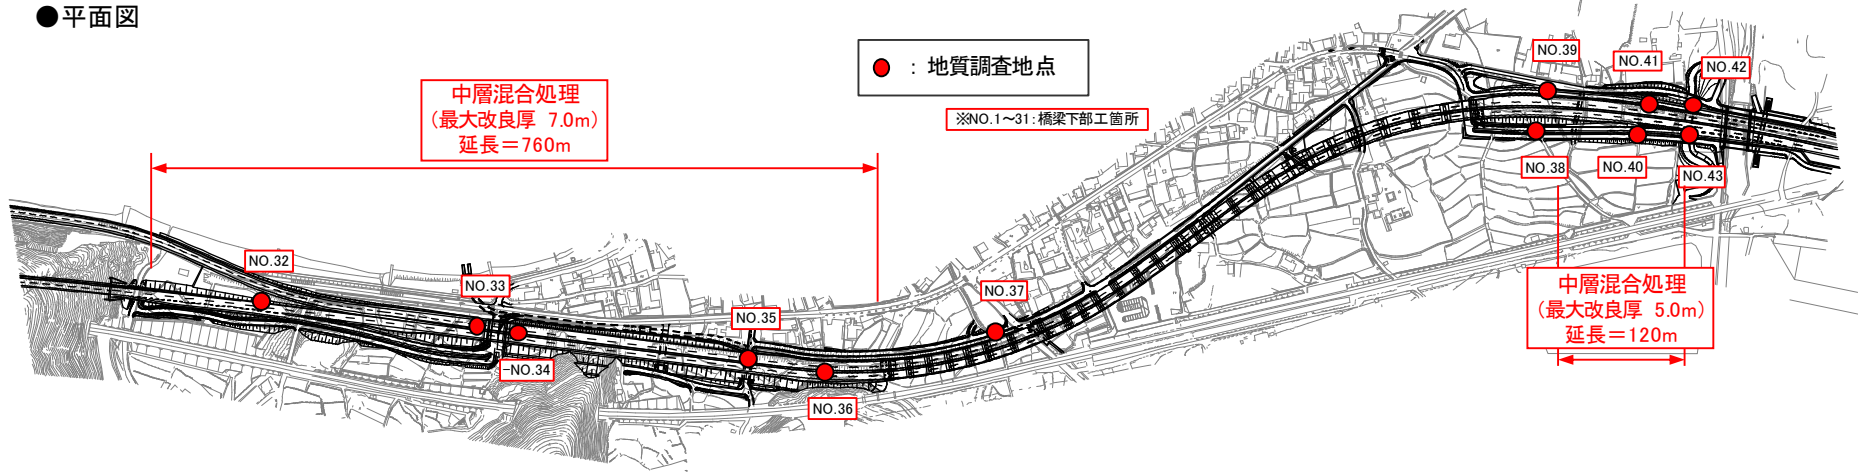 ●平面図
：地質調査地点
※NO.1～31：橋梁下部工箇所
中層混合処理
（最大改良厚 7.0m）
延長＝760m
NO.32
NO.33
-NO.34
NO.35
NO.36
NO.37
NO.39
NO.41
NO.42
NO.38
NO.40
NO.43
中層混合処理
（最大改良厚 5.0m）
延長＝120m